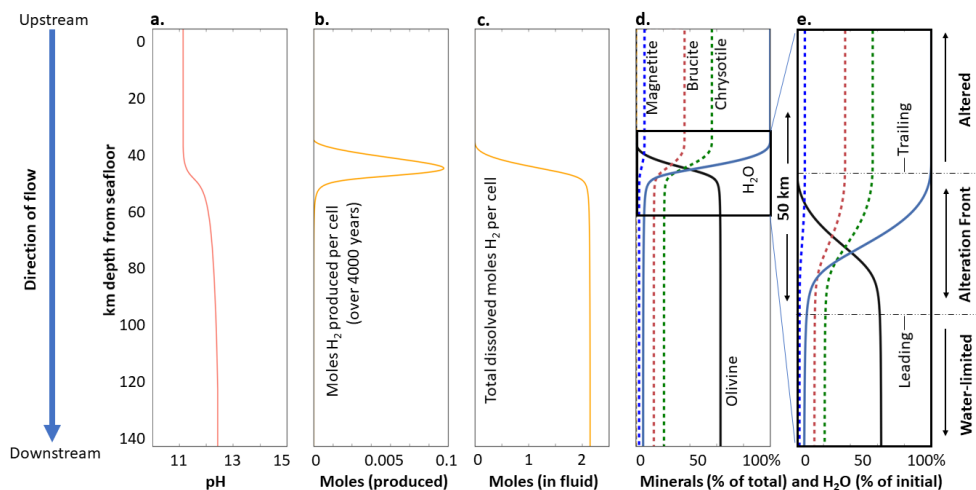 Upstream
Direction of flow
Downstream
km depth from seafloor
0
20
40
60
80
100
120
140
a.
11
13
15
pH
b.
Moles H2 produced per cell
(over 4000 years)
0
0.005
0.1
Moles (produced)
c.
Total dissolved moles H2 per cell
0
1
2
Moles (in fluid)
d.
Magnetite
Brucite
Chrysotile
H2O
Olivine
50 km
0
50
100%
e.
Trailing
Leading
0
50
100%
Minerals (% of total) and H2O (% of initial)
Altered
Alteration Front
Water-limited